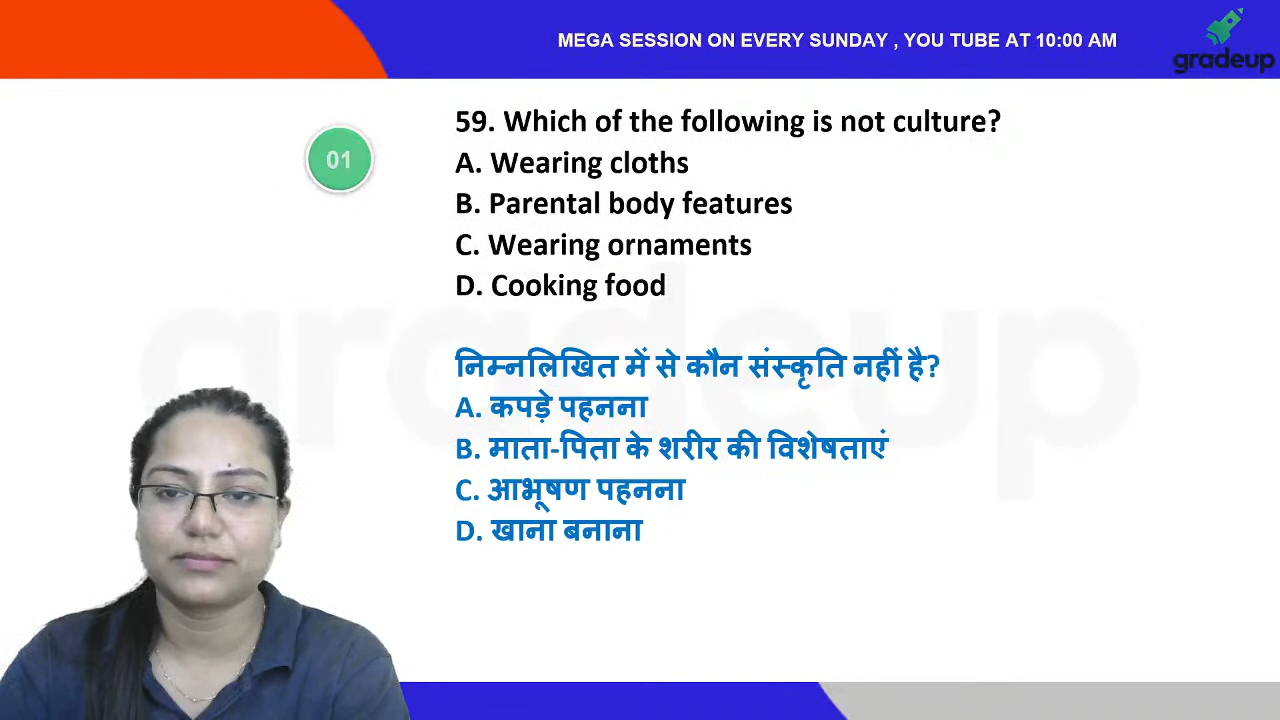 MEGA SESSION ON EVERY SUNDAY , YOU TUBE AT 10:00 AM
gradeup
01
59. Which of the following is not culture?
A. Wearing cloths
B. Parental body features
C. Wearing ornaments
D. Cooking food
gradeup
निम्नलिखित में से कौन संस्कृति नहीं है?
A. कपड़े पहनना
B. माता-पिता के शरीर की विशेषताएं
C. आभूषण पहनना
D. खाना बनाना